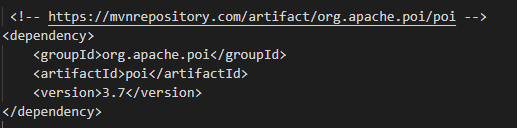 <!-- https://mvnrepository.com/artifact/org.apache.poi/poi -->
<dependency>
    <groupId>org.apache.poi</groupId>
    <artifactId>poi</artifactId>
    <version>3.7</version>
</dependency>